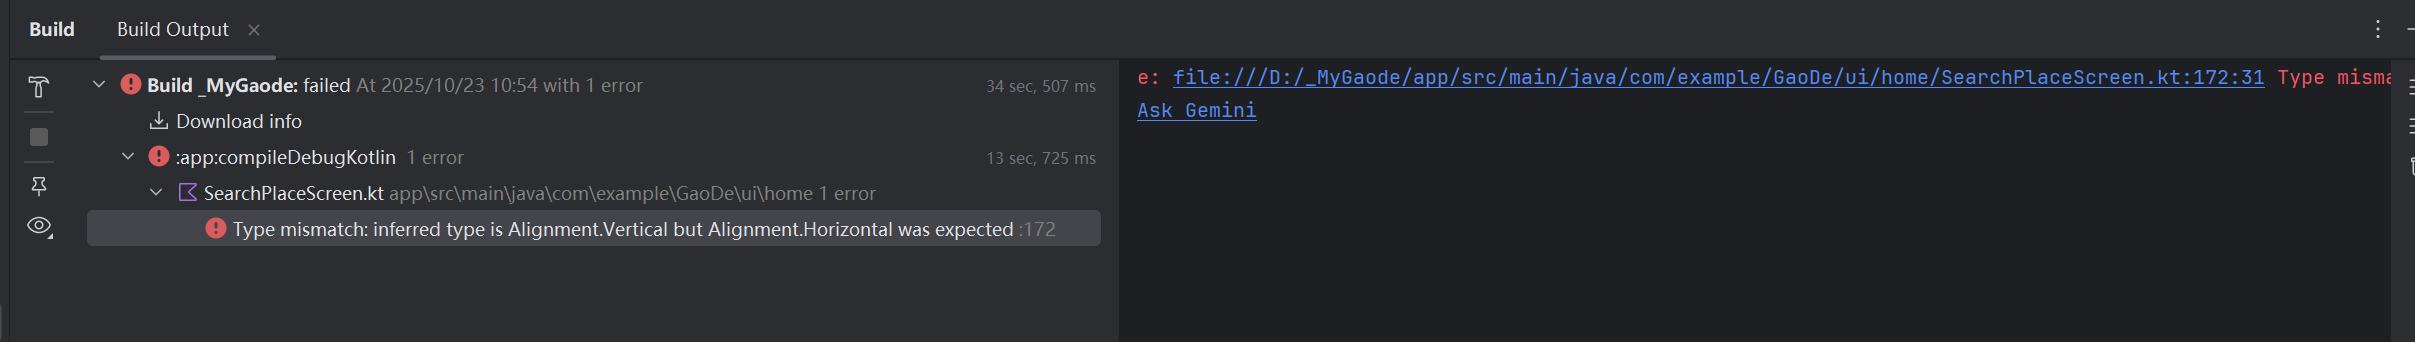 Build Build Output
Build _MyGaode: failed At 2025/10/23 10:54 with 1 error 34 sec, 507 ms
Download info
:app:compileDebugKotlin 1 error 13 sec, 725 ms
SearchPlaceScreen.kt app\src\main\java\com\example\GaoDe\ui\home 1 error
Type mismatch: inferred type is Alignment.Vertical but Alignment.Horizontal was expected :172
e: file:///D:/_MyGaode/app/src/main/java/com/example/GaoDe/ui/home/SearchPlaceScreen.kt:172:31 Type misma
Ask Gemini